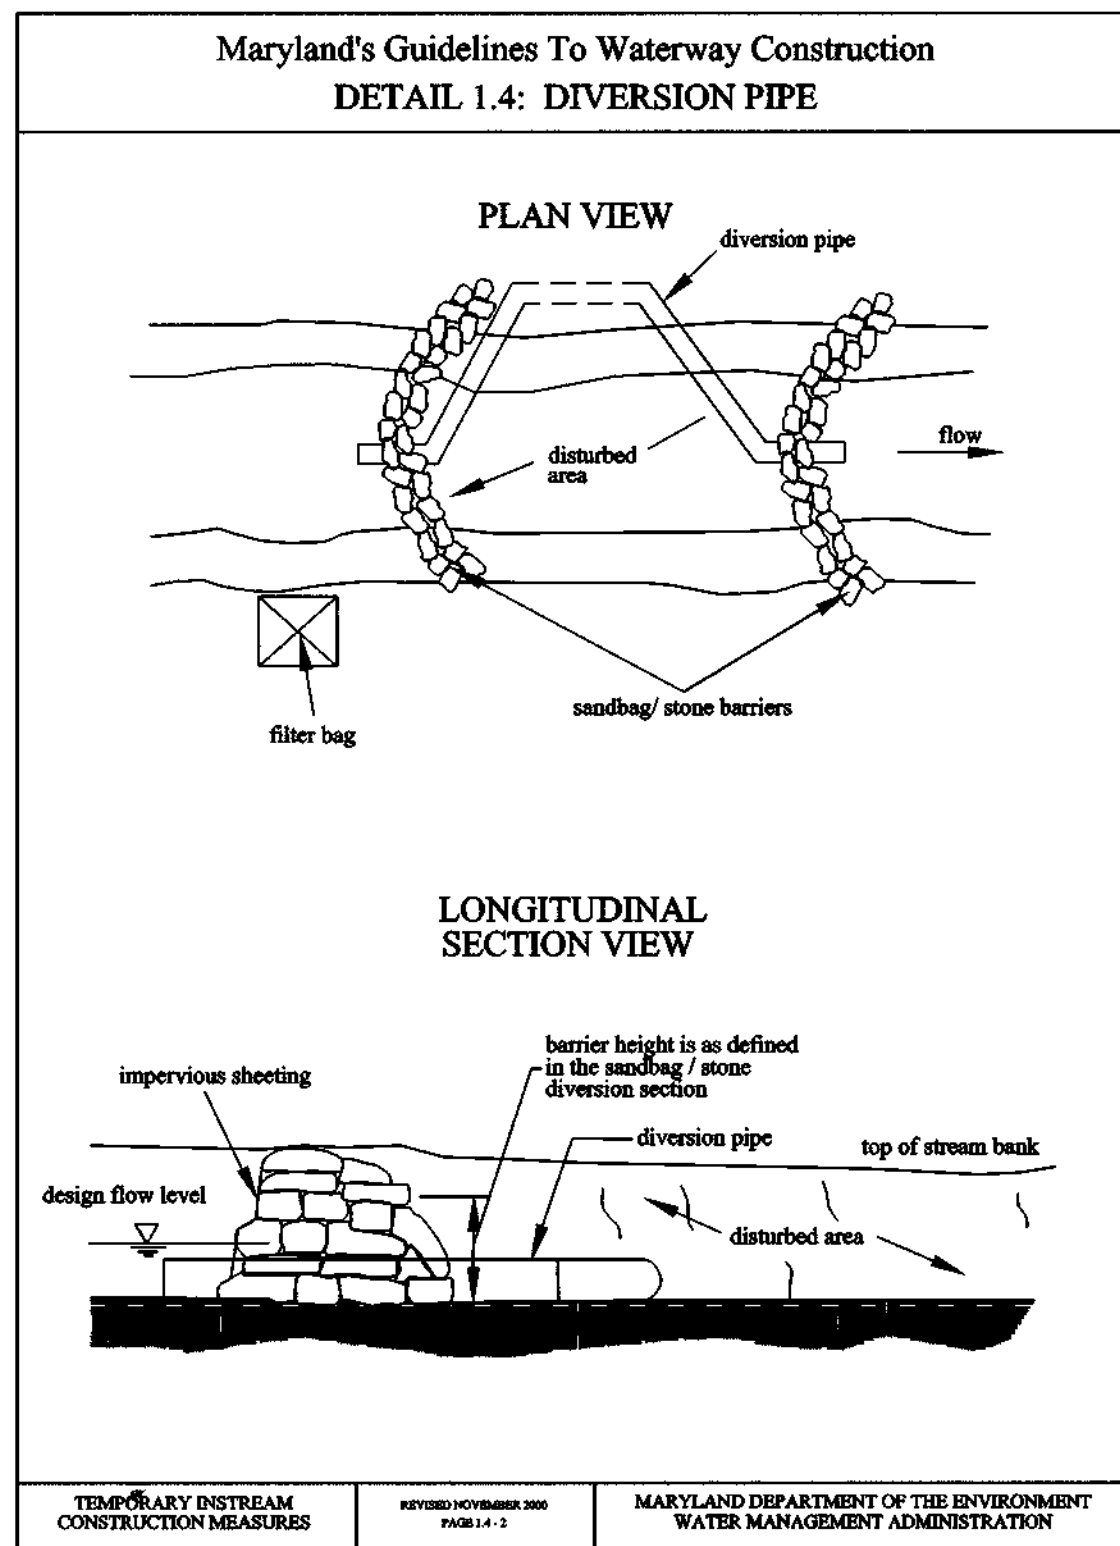 Maryland's Guidelines To Waterway Construction
DETAIL 1.4: DIVERSION PIPE
PLAN VIEW
diversion pipe
flow
disturbed
area
sandbag/ stone barriers
filter bag
LONGITUDINAL
SECTION VIEW
barrier height is as defined
in the sandbag / stone
diversion section
impervious sheeting
diversion pipe
top of stream bank
design flow level
disturbed area
TEMPORARY INSTREAM
CONSTRUCTION MEASURES
REVISED NOVEMBER 2000
PAGE 1.4 - 2
MARYLAND DEPARTMENT OF THE ENVIRONMENT
WATER MANAGEMENT ADMINISTRATION